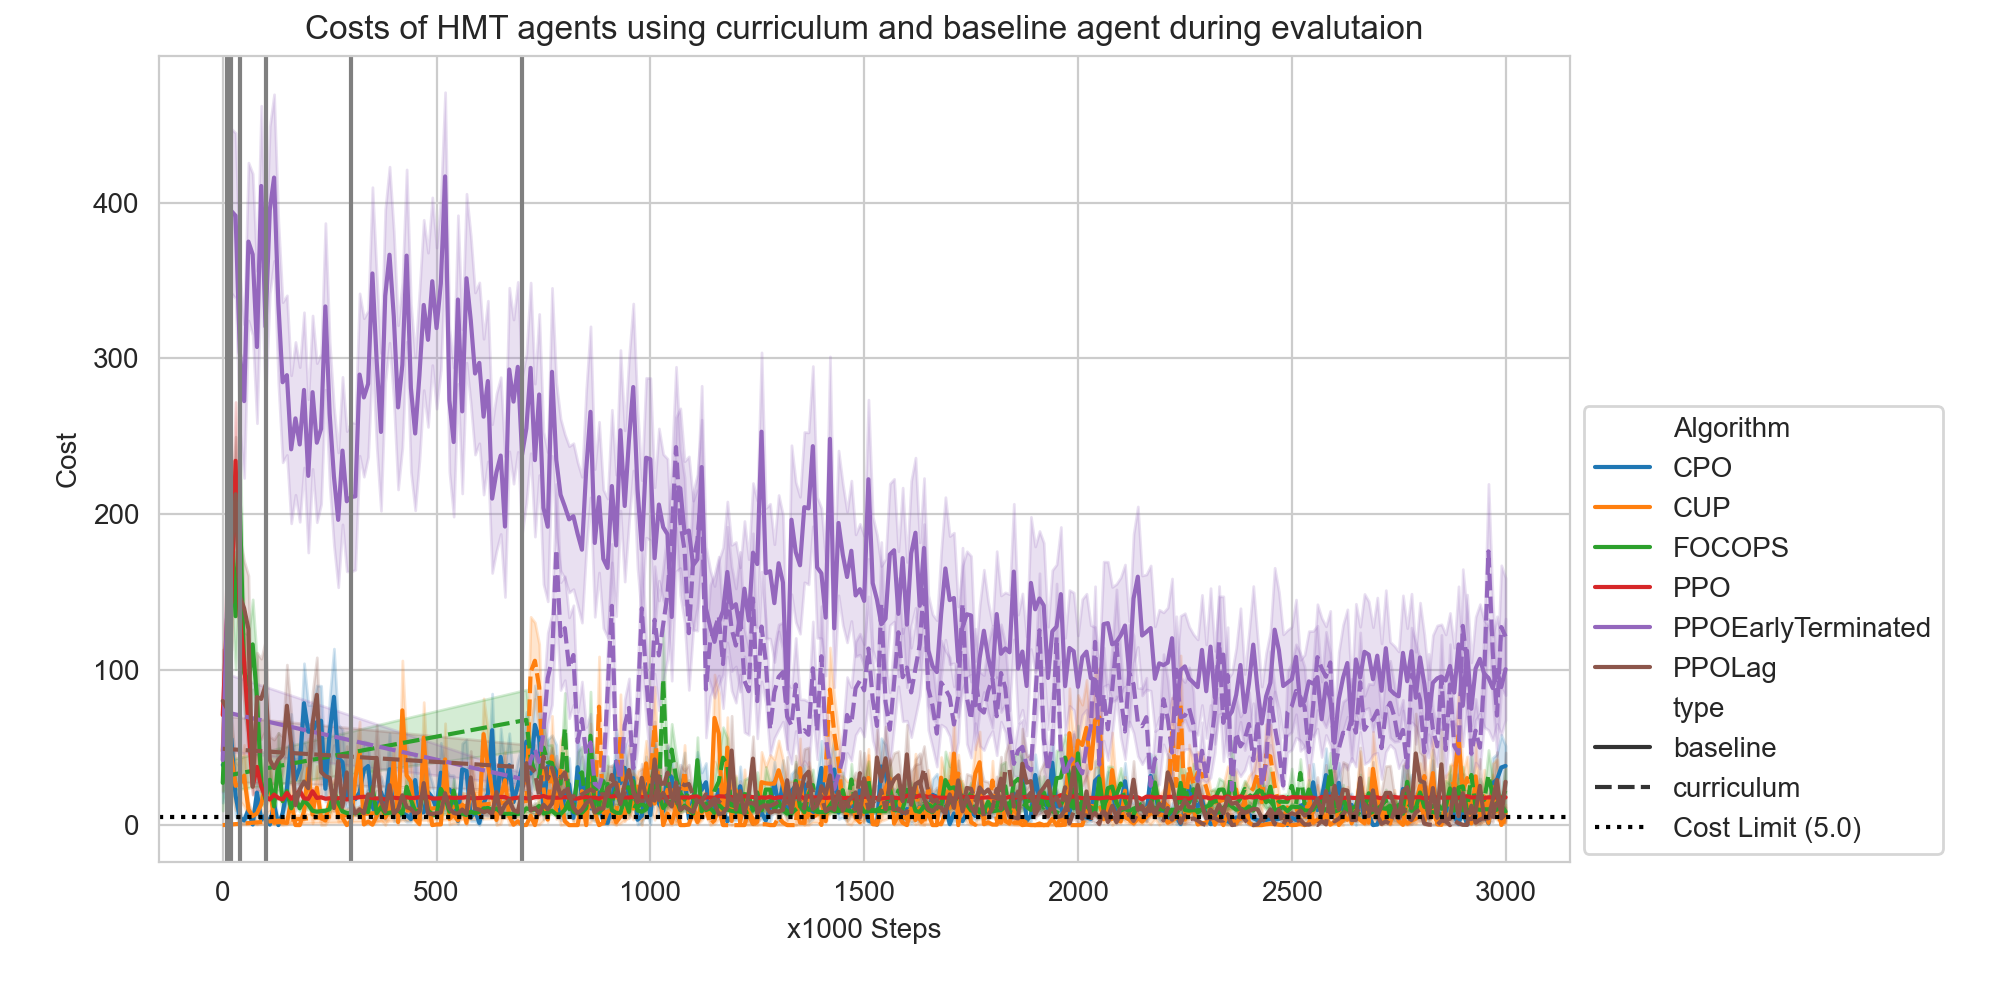 Costs of HMT agents using curriculum and baseline agent during evalutaion
400
300
200
100
0
Cost
0 500 1000 1500 2000 2500 3000
x1000 Steps
Algorithm
CPO
CUP
FOCOPS
PPO
PPOEarlyTerminated
PPOLag
type
baseline
curriculum
Cost Limit (5.0)